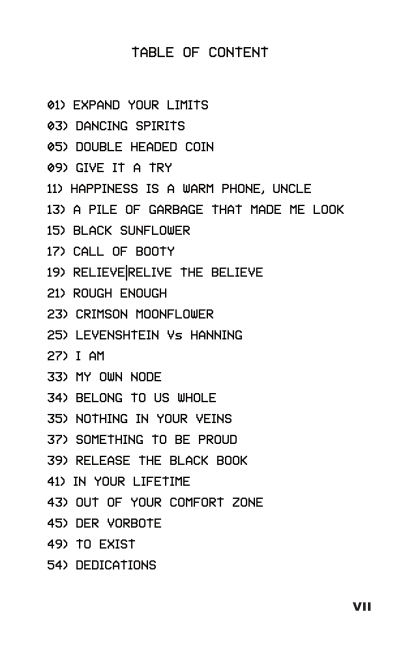 TABLE OF CONTENT
01) EXPAND YOUR LIMITS
03) DANCING SPIRITS
05) DOUBLE HEADED COIN
09) GIVE IT A TRY
11) HAPPINESS IS A WARM PHONE, UNCLE
13) A PILE OF GARBAGE THAT MADE ME LOOK
15) BLACK SUNFLOWER
17) CALL OF BOOTY
19) RELIEVE|RELIVE THE BELIEVE
21) ROUGH ENOUGH
23) CRIMSON MOONFLOWER
25) LEVENSHTEIN Vs HANNING
27) I AM
33) MY OWN NODE
34) BELONG TO US WHOLE
35) NOTHING IN YOUR VEINS
37) SOMETHING TO BE PROUD
39) RELEASE THE BLACK BOOK
41) IN YOUR LIFETIME
43) OUT OF YOUR COMFORT ZONE
45) DER VORBOTE
49) TO EXIST
54) DEDICATIONS
VII